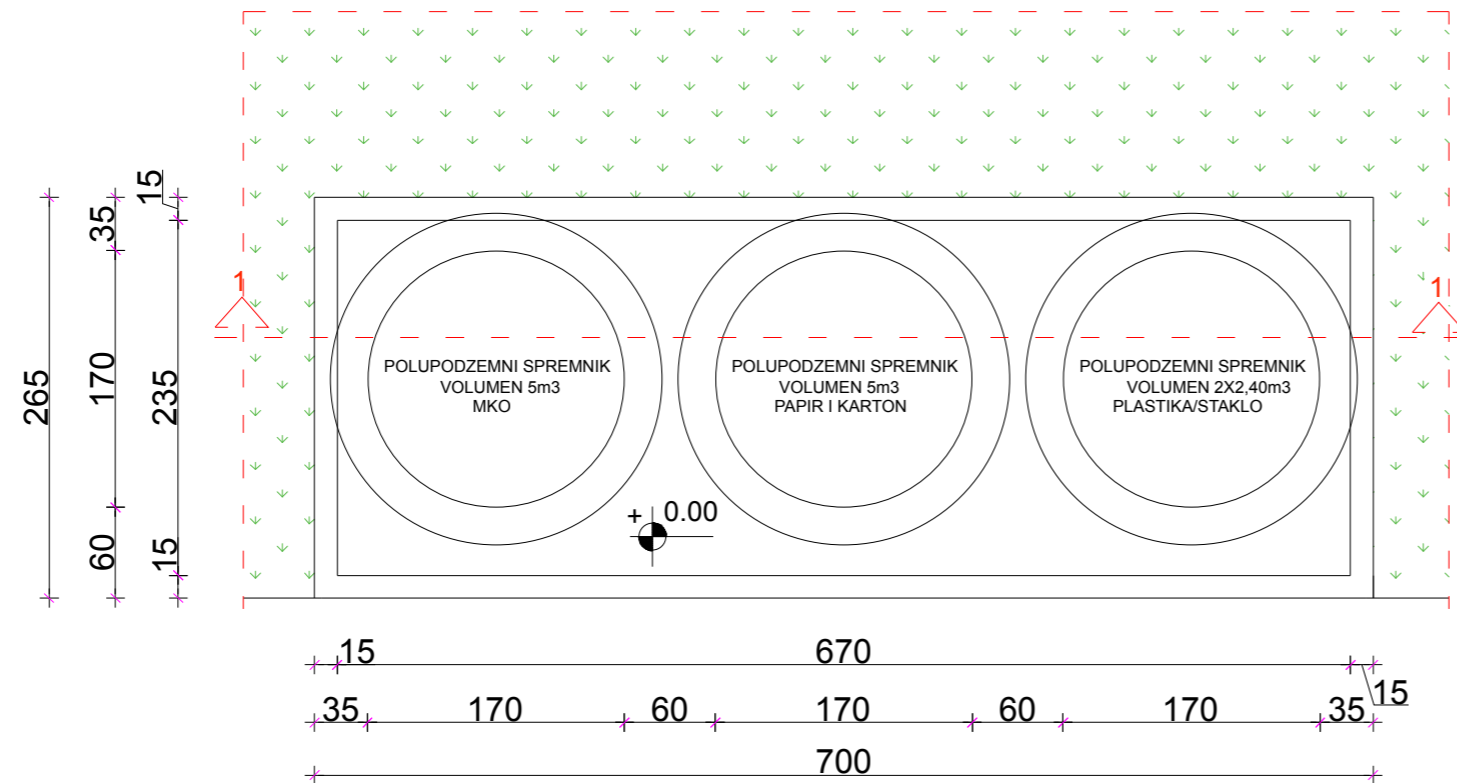 15
35
1
1
POLUPODZEMNI SPREMNIK
VOLUMEN 5m3
MKO
POLUPODZEMNI SPREMNIK
VOLUMEN 5m3
PAPIR I KARTON
POLUPODZEMNI SPREMNIK
VOLUMEN 2X2,40m3
PLASTIKA/STAKLO
265
170
235
+ 0.00
60
15
15 670 15
35 170 60 170 60 170 35
700